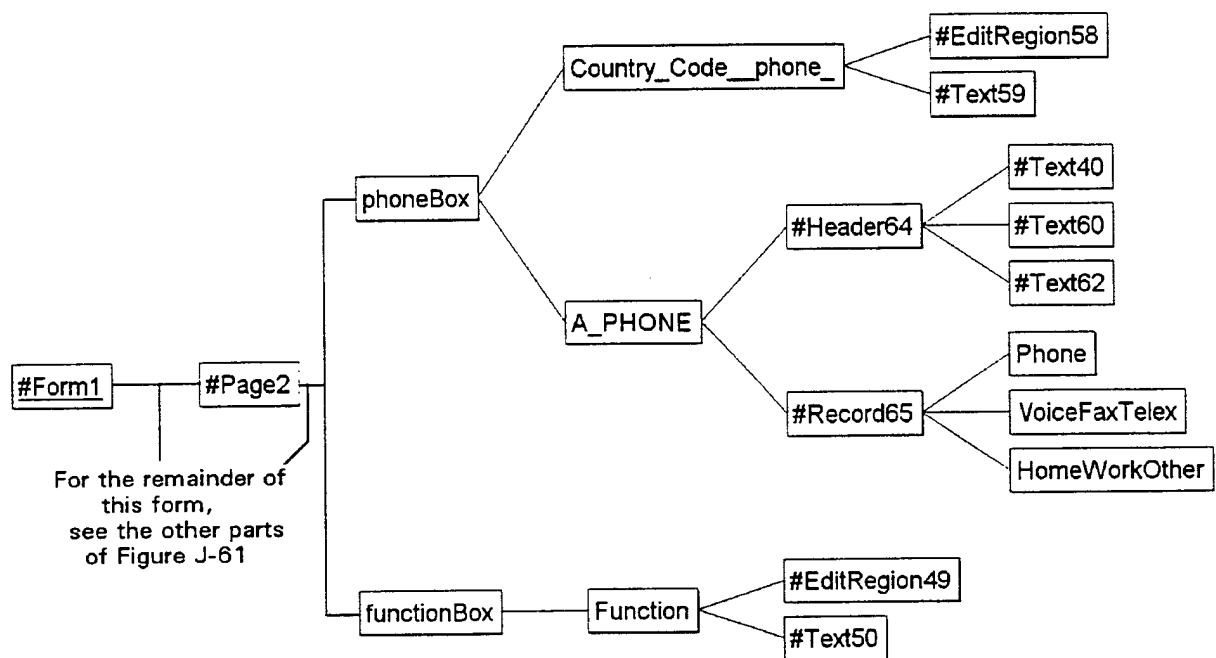 #EditRegion58
Country_Code__phone_
#Text59
#Text40
phoneBox
#Header64
#Text60
#Text62
A_PHONE
Phone
#Form1
#Page2
#Record65
VoiceFaxTelex
HomeWorkOther
For the remainder of
this form,
see the other parts
of Figure J-61
#EditRegion49
functionBox
Function
#Text50